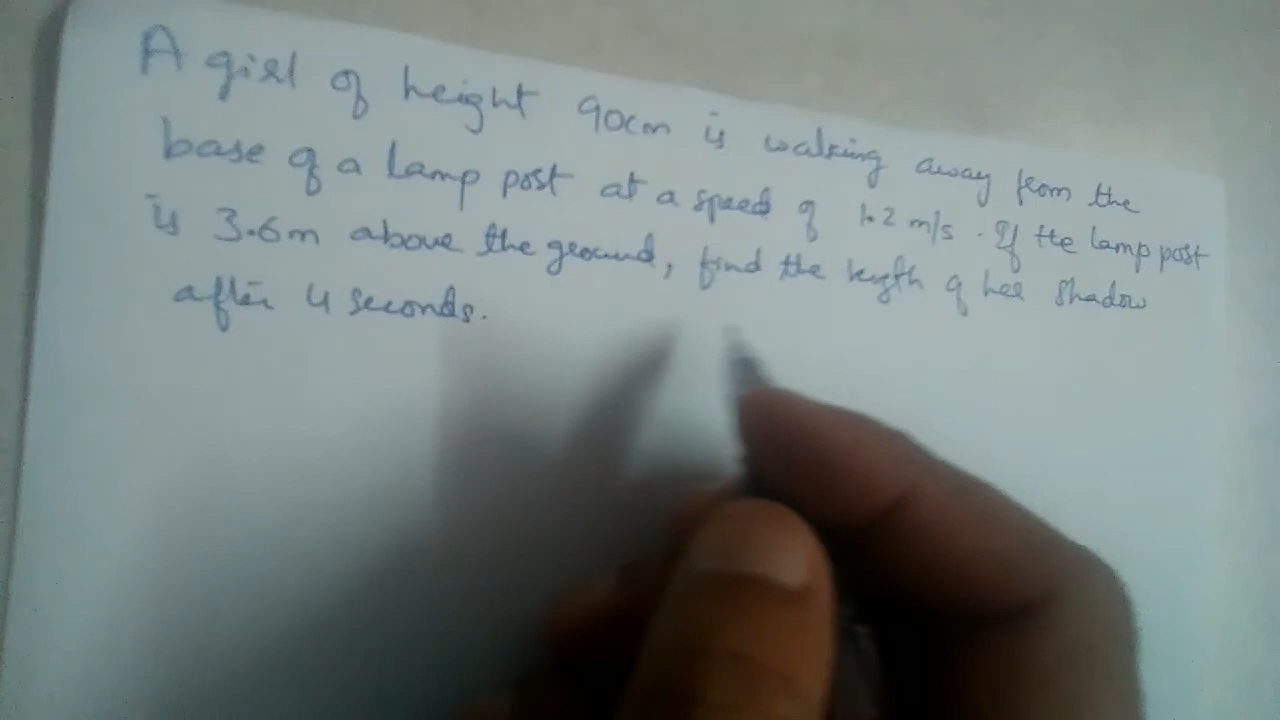 A girl of height 90cm is walking away from the
base of a lamp post at a speed of 1.2 m/s. If the lamp post
is 3.6m above the ground, find the length of her shadow
after 4 seconds.